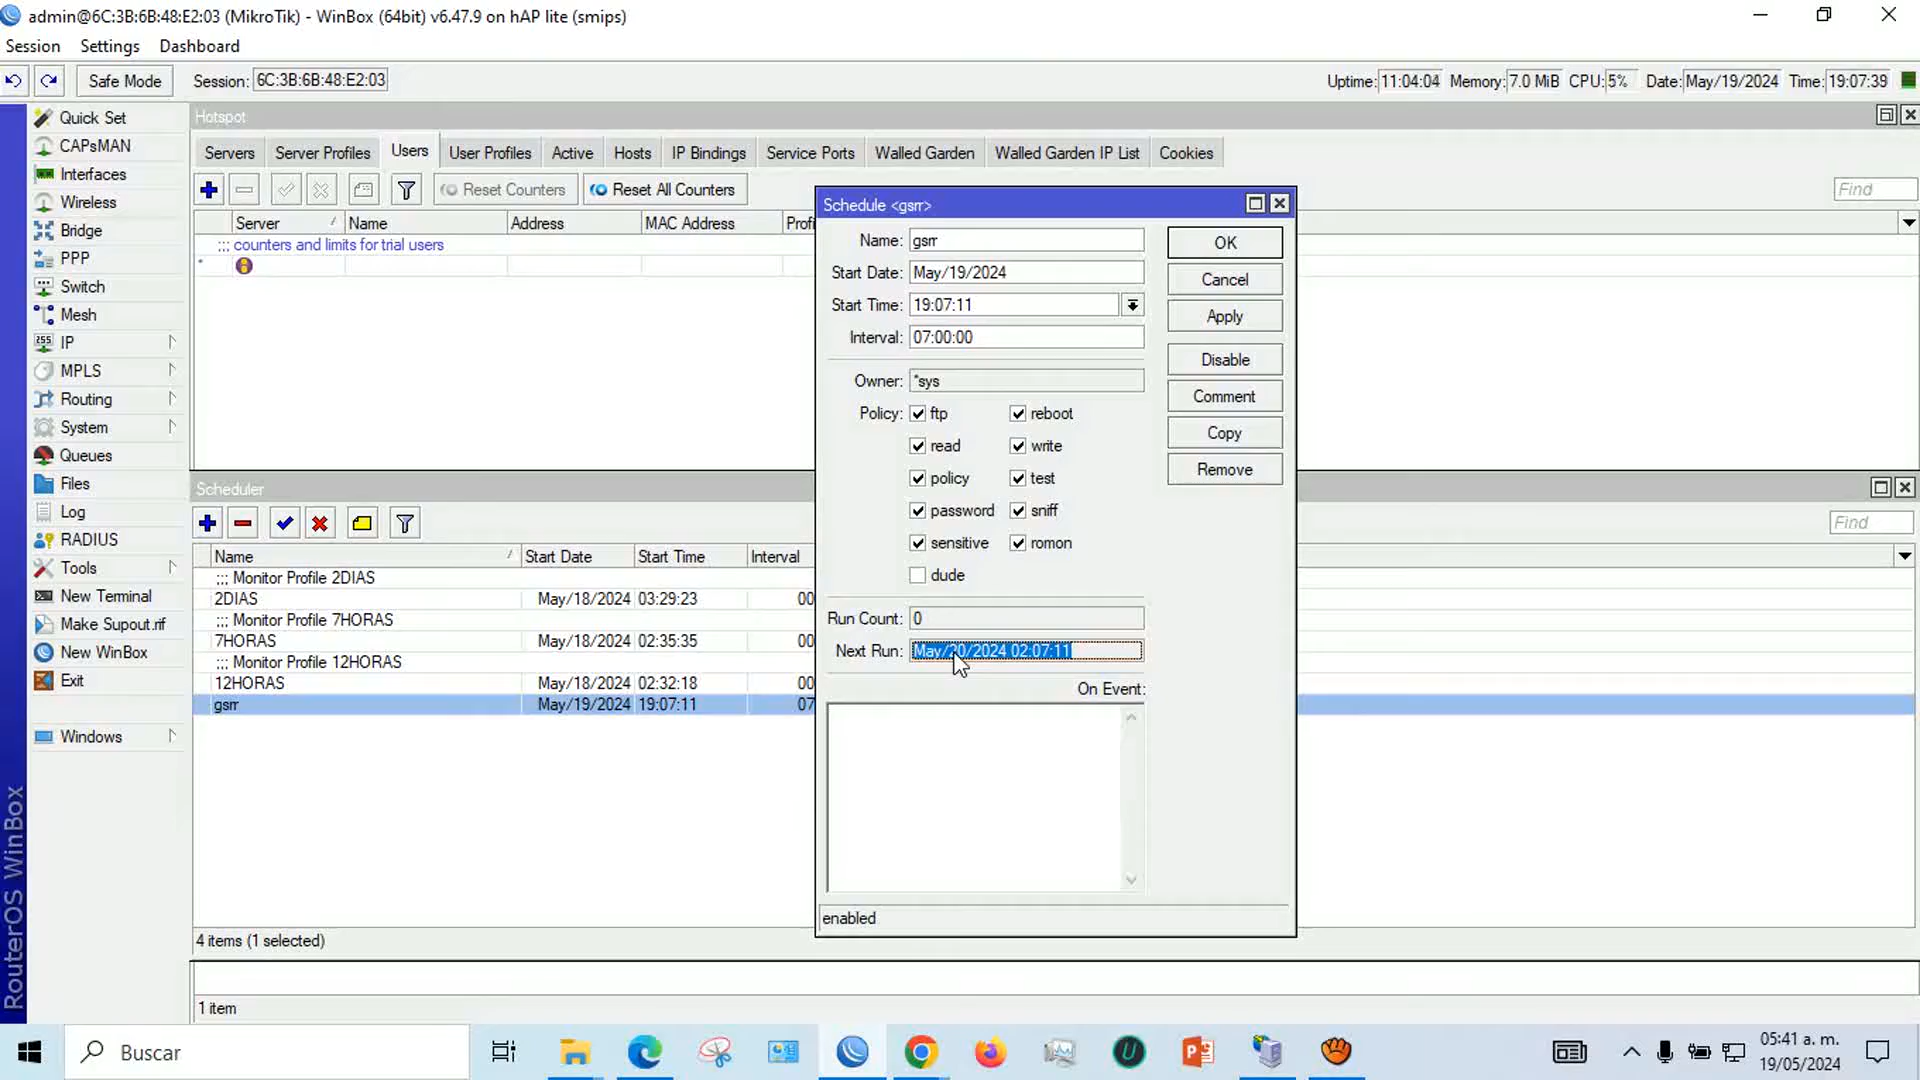 admin@6C:3B:6B:48:E2:03 (MikroTik) - WinBox (64bit) v6.47.9 on hAP lite (smips)
Session Settings Dashboard
Safe Mode Session: 6C:3B:6B:48:E2:03 Uptime: 11:04:04 Memory: 7.0 MiB CPU: 5% Date: May/19/2024 Time: 19:07:39
Quick Set
CAPsMAN
Interfaces
Wireless
Bridge
PPP
Switch
Mesh
IP
MPLS
Routing
System
Queues
Files
Log
RADIUS
Tools
New Terminal
Make Supout.rif
New WinBox
Exit
Windows
RouterOS WinBox
Hotspot
Servers Server Profiles Users User Profiles Active Hosts IP Bindings Service Ports Walled Garden Walled Garden IP List Cookies
Reset Counters Reset All Counters Find
Server Name Address MAC Address Profi
::: counters and limits for trial users
*
Schedule <gsrr>
Name: gsrr
Start Date: May/19/2024
Start Time: 19:07:11
Interval: 07:00:00
Owner: *sys
Policy: ftp reboot
read write
policy test
password sniff
sensitive romon
dude
Run Count: 0
Next Run: May/20/2024 02:07:11
On Event:
enabled
OK
Cancel
Apply
Disable
Comment
Copy
Remove
Scheduler
Find
Name Start Date Start Time Interval
::: Monitor Profile 2DIAS
2DIAS May/18/2024 03:29:23 00
::: Monitor Profile 7HORAS
7HORAS May/18/2024 02:35:35 00
::: Monitor Profile 12HORAS
12HORAS May/18/2024 02:32:18 00
gsrr May/19/2024 19:07:11 07
4 items (1 selected)
1 item
Buscar
05:41 a. m.
19/05/2024